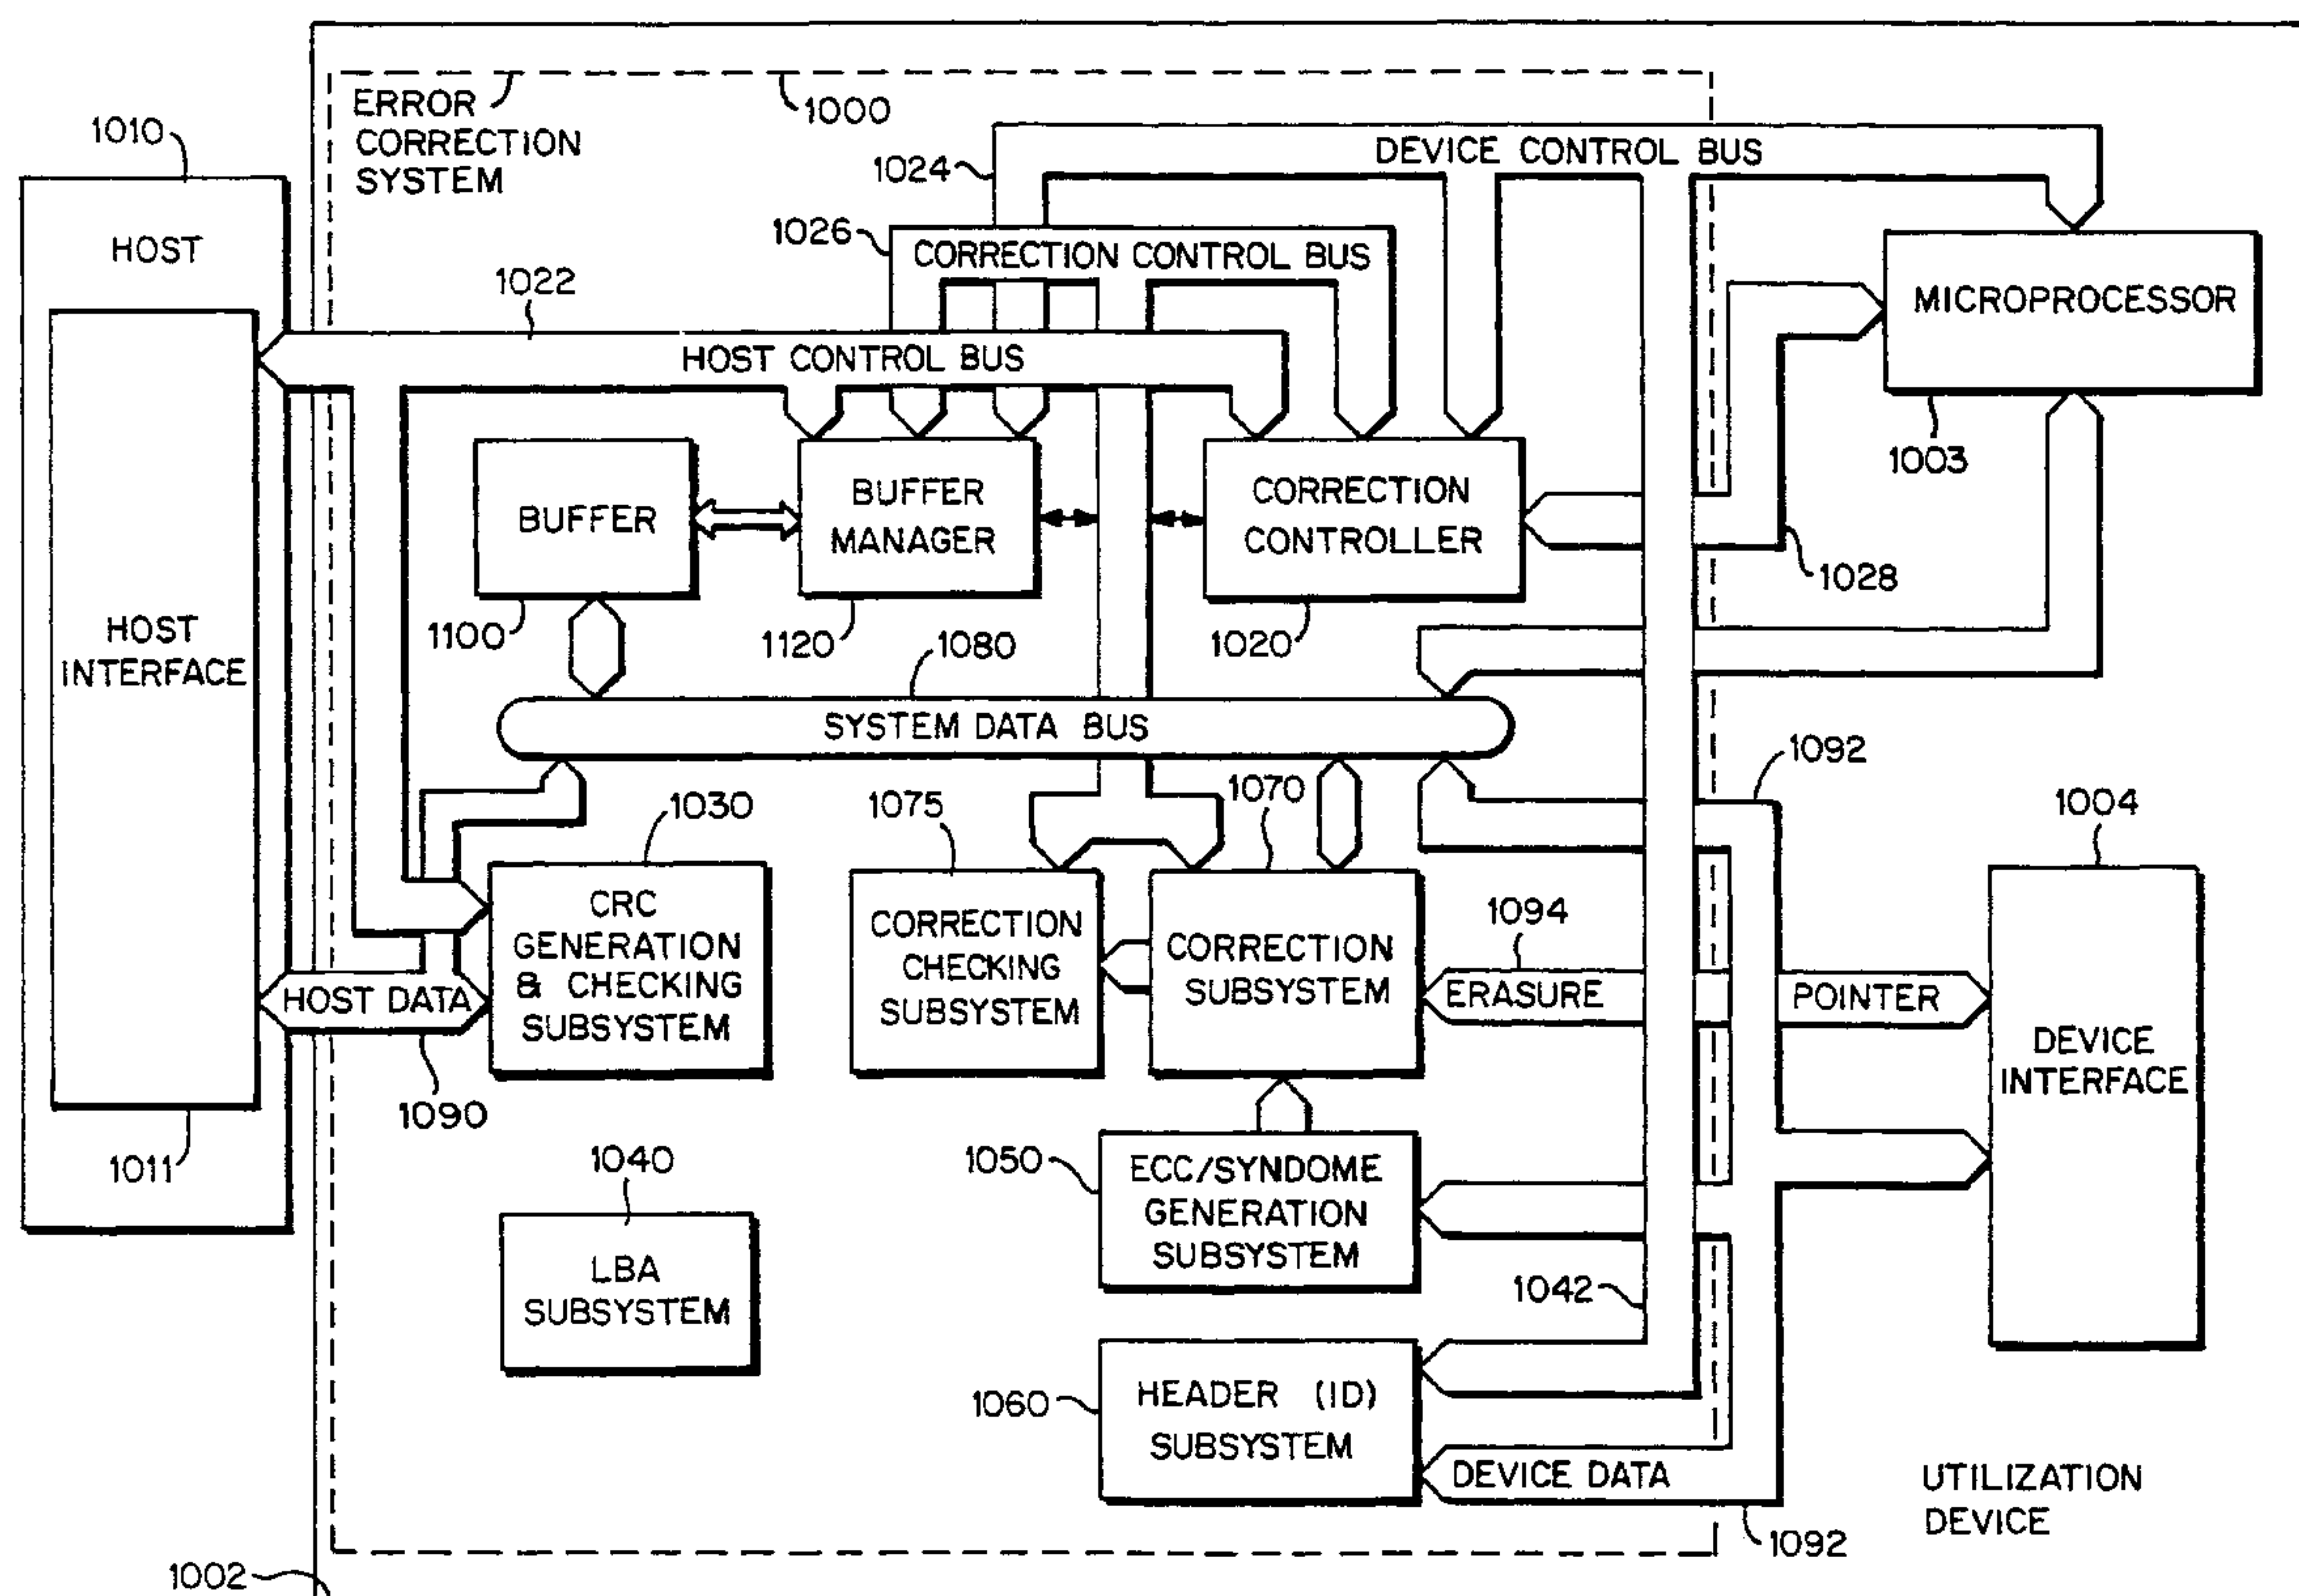 ERROR
CORRECTION
SYSTEM
1000
1010
HOST
HOST
INTERFACE
1011
1024
DEVICE CONTROL BUS
1026
CORRECTION CONTROL BUS
1022
HOST CONTROL BUS
MICROPROCESSOR
1003
BUFFER
1100
BUFFER
MANAGER
1120
CORRECTION
CONTROLLER
1020
1028
1080
SYSTEM DATA BUS
1092
1030
CRC
GENERATION
& CHECKING
SUBSYSTEM
HOST DATA
1090
1075
CORRECTION
CHECKING
SUBSYSTEM
1070
CORRECTION
SUBSYSTEM
1094
ERASURE
POINTER
1004
DEVICE
INTERFACE
1040
LBA
SUBSYSTEM
1050
ECC/SYNDOME
GENERATION
SUBSYSTEM
1042
1060
HEADER (ID)
SUBSYSTEM
DEVICE DATA
1092
UTILIZATION
DEVICE
1002